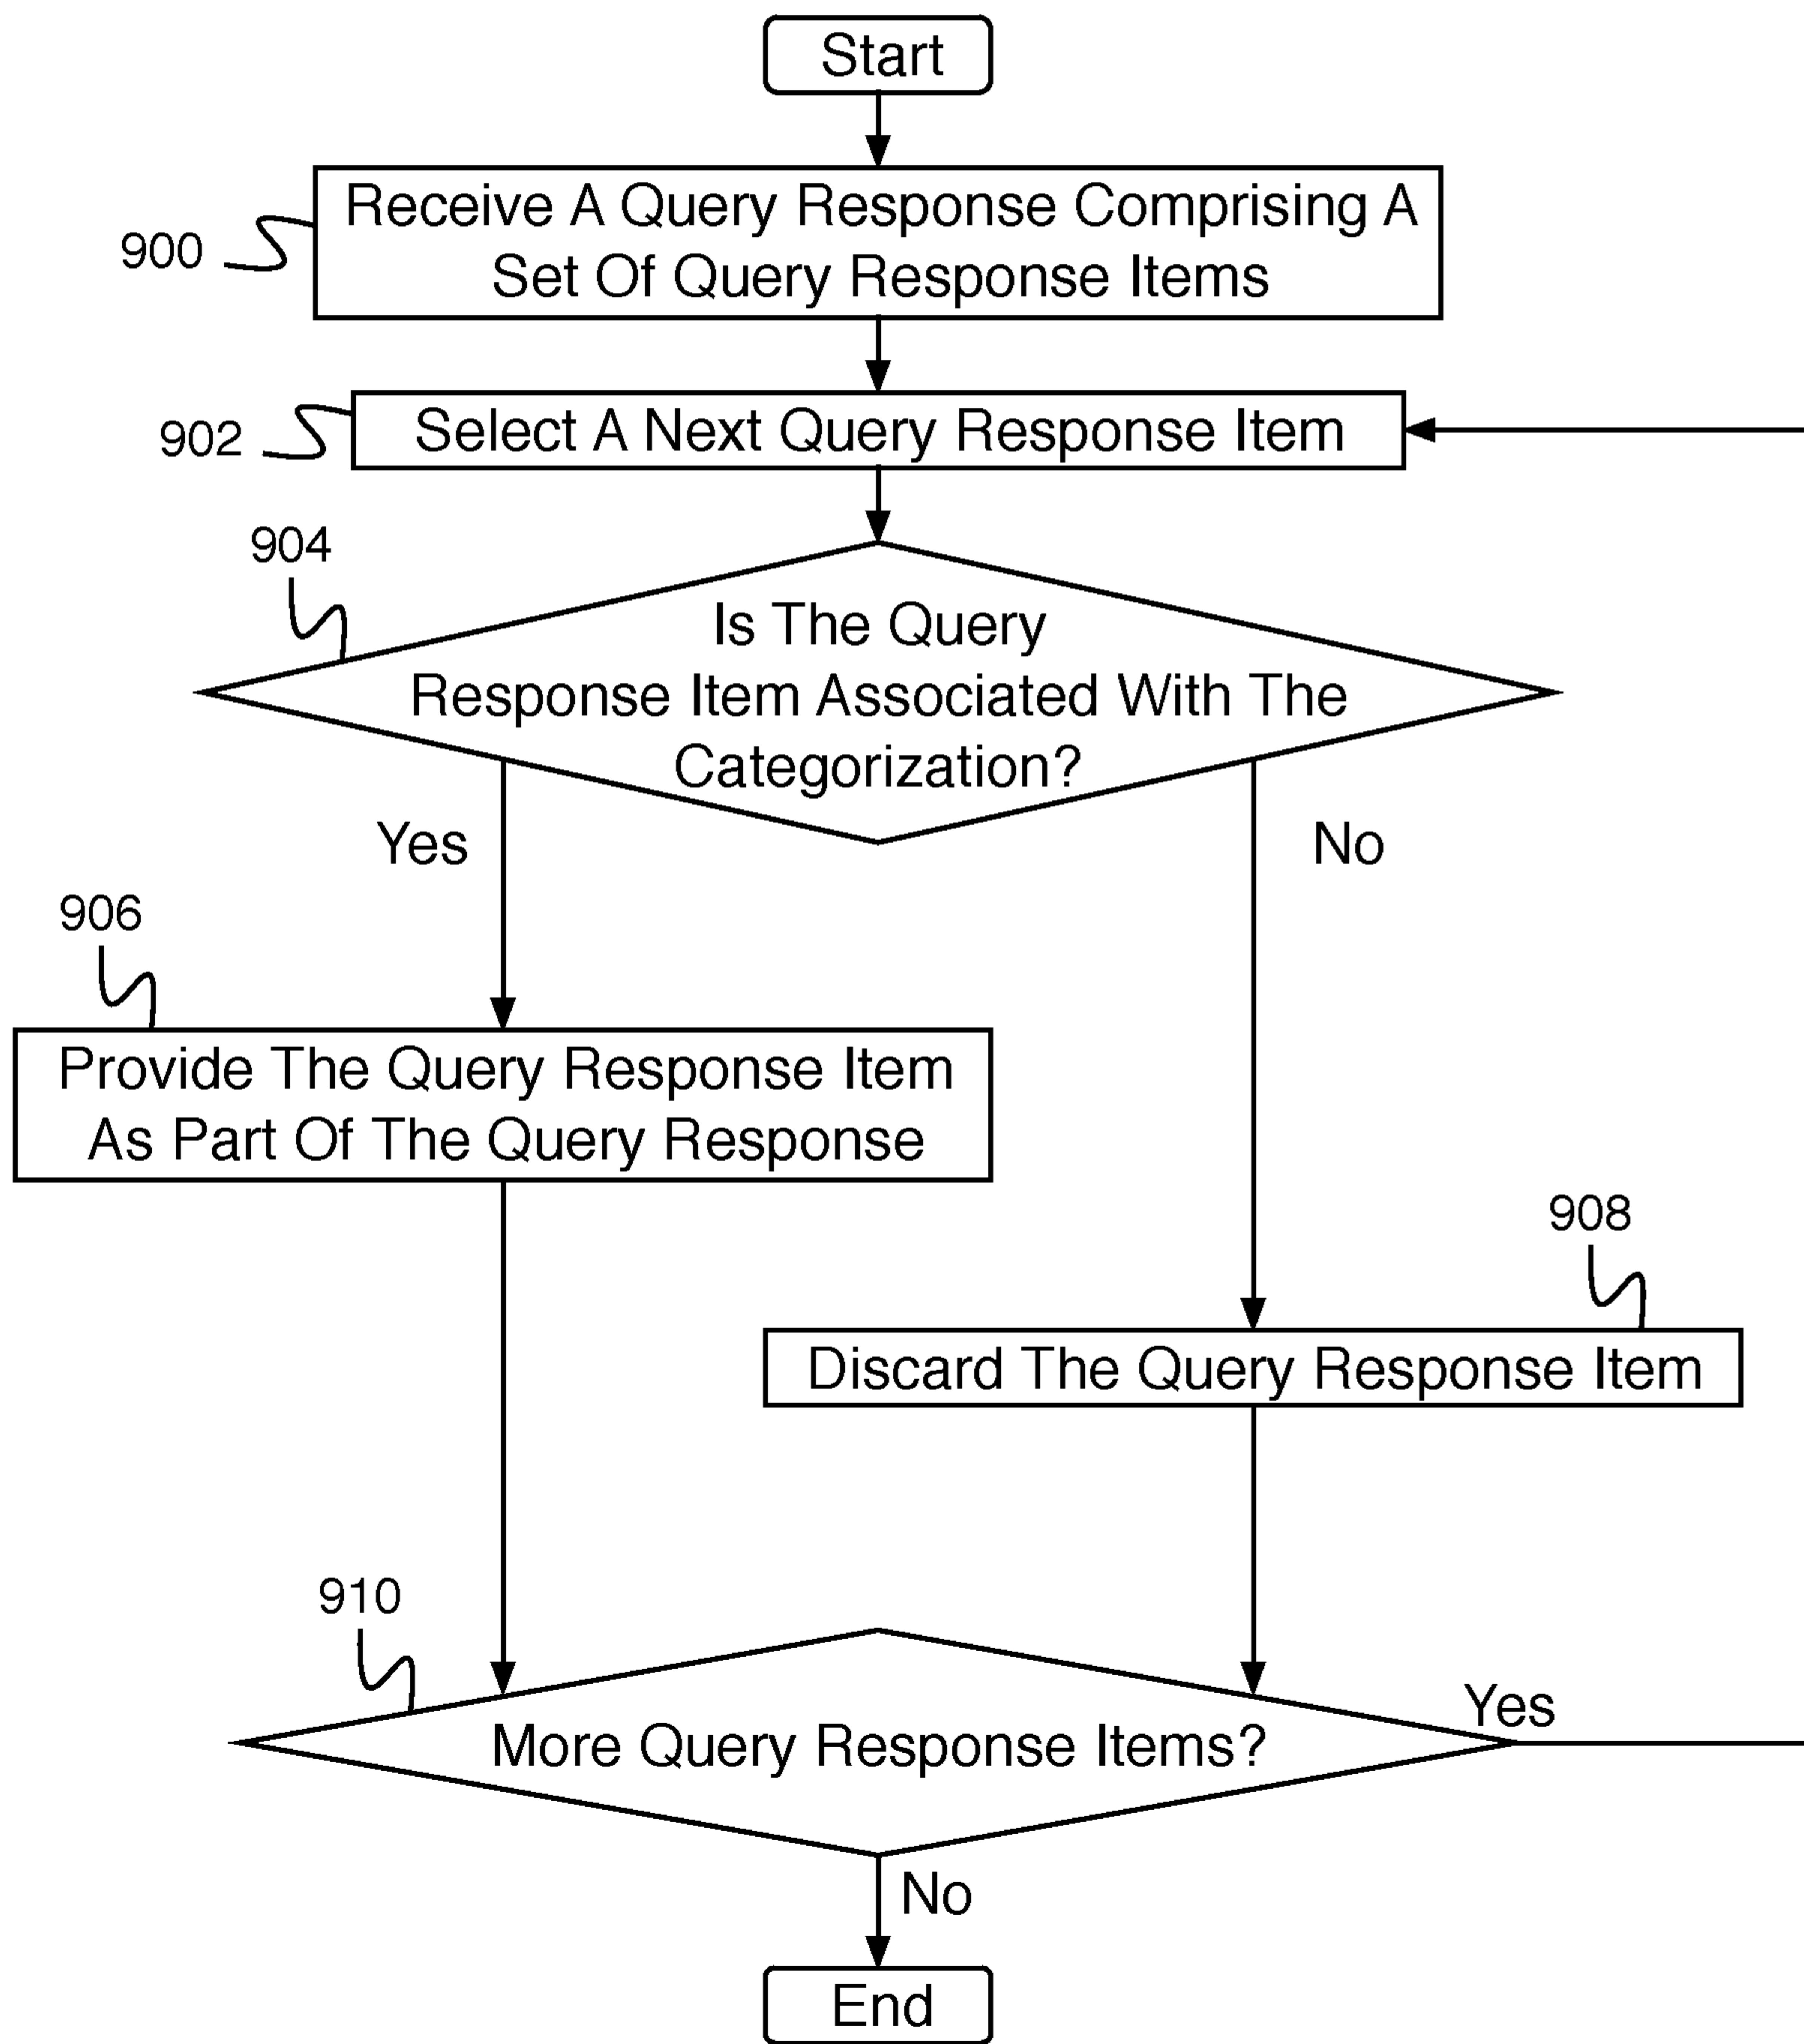 Start
900
Receive A Query Response Comprising A
Set Of Query Response Items
902
Select A Next Query Response Item
904
Is The Query
Response Item Associated With The
Categorization?
Yes
No
906
Provide The Query Response Item
As Part Of The Query Response
908
Discard The Query Response Item
910
More Query Response Items?
Yes
No
End